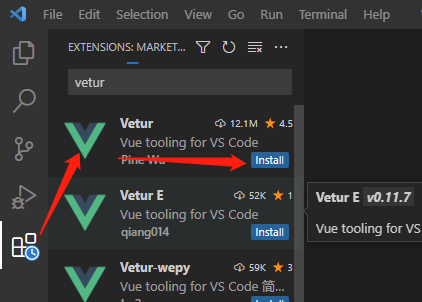 File Edit Selection View Go Run Terminal Help
EXTENSIONS: MARKET...
vetur
Vetur 12.1M 4.5
Vue tooling for VS Code
Pine Wu Install
Vetur E 52K 1
Vue tooling for VS Code
qiang014 Install
Vetur E v0.11.7
Vue tooling for VS
Vetur-wepy 59K 3
Vue tooling for VS Code 简...
Install